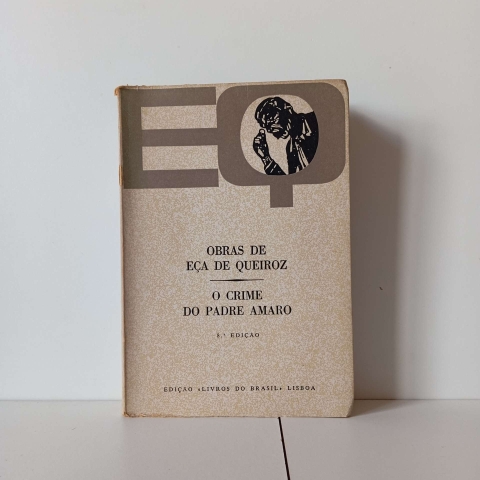 EQ
OBRAS DE
EÇA DE QUEIROZ
O CRIME
DO PADRE AMARO
EDIÇÃO
EDIÇÃO «LIVROS DO BRASIL» LISBOA